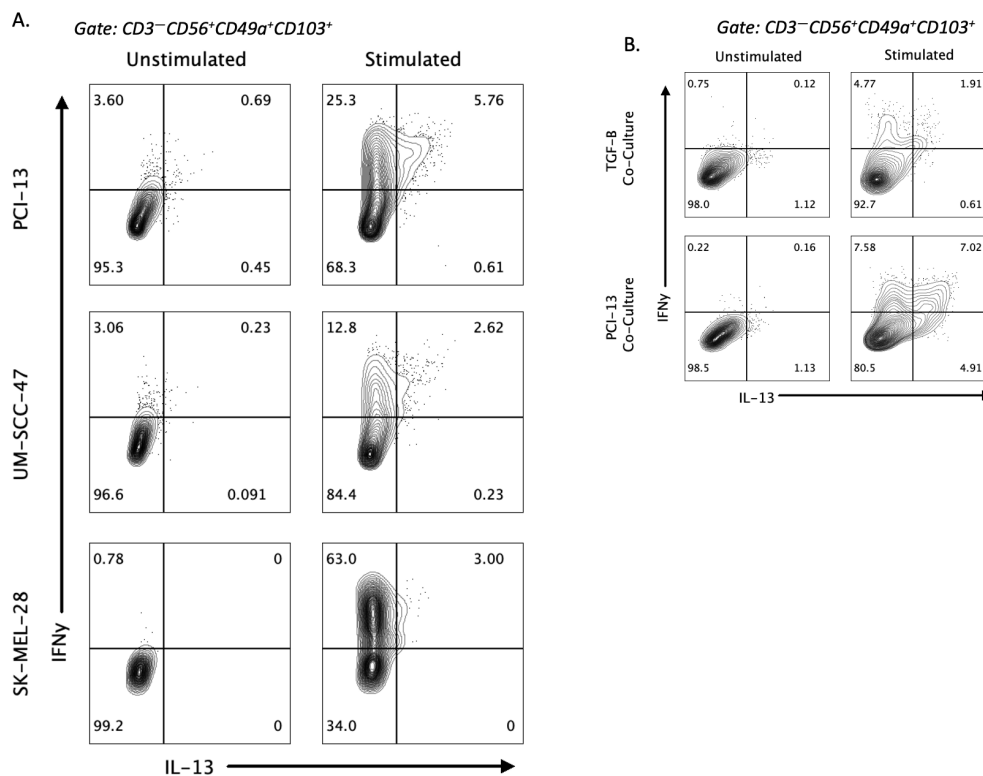 A.
Gate: CD3—CD56+CD49a+CD103+
Unstimulated
Stimulated
PCI-13
3.60
0.69
95.3
0.45
25.3
5.76
68.3
0.61
UM-SCC-47
3.06
0.23
96.6
0.091
12.8
2.62
84.4
0.23
SK-MEL-28
0.78
0
99.2
0
63.0
3.00
34.0
0
IFNy
IL-13
B.
Gate: CD3—CD56+CD49a+CD103+
Unstimulated
Stimulated
TGF-B
Co-Culture
0.75
0.12
98.0
1.12
4.77
1.91
92.7
0.61
PCI-13
Co-Culture
0.22
0.16
98.5
1.13
7.58
7.02
80.5
4.91
IFNy
IL-13